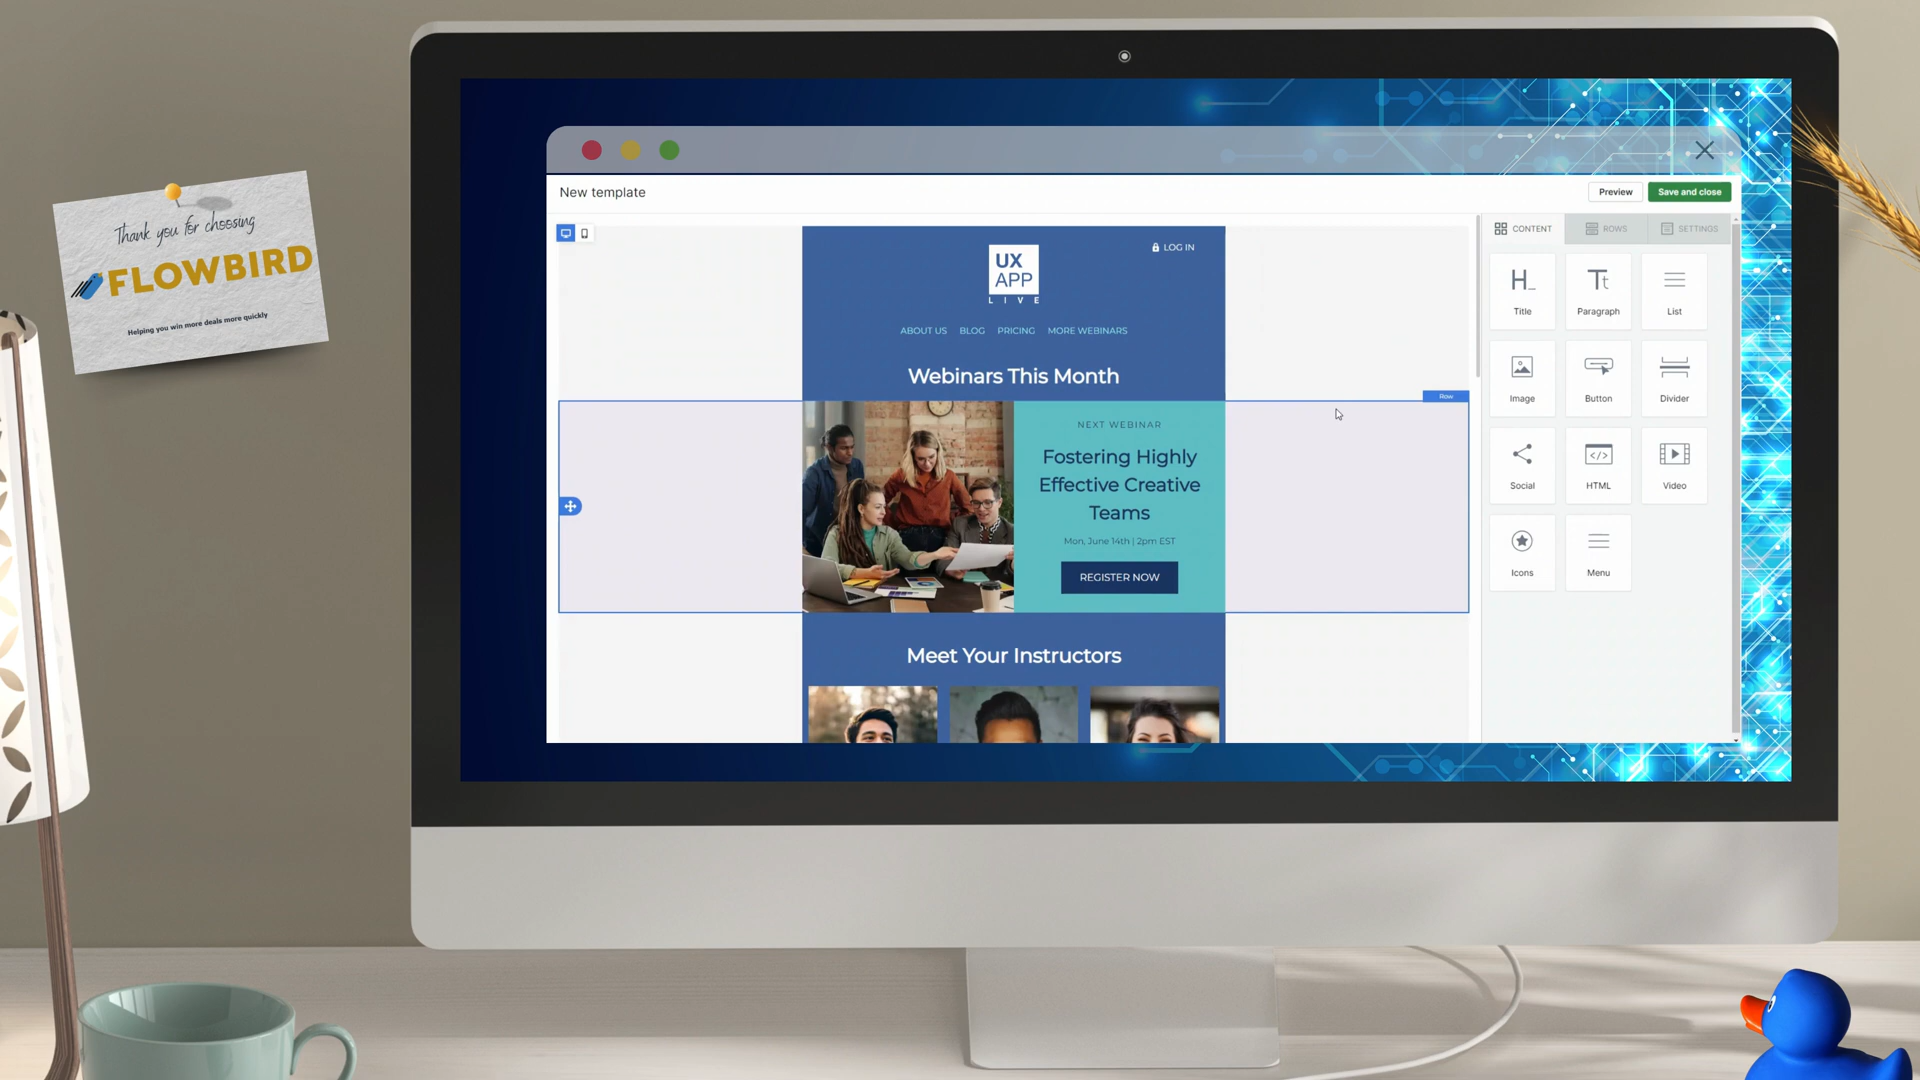 Thank you for choosing
FLOWBIRD
Helping you win more deals more quickly
New template
Preview
Save and close
UX
APP
LIVE
LOG IN
ABOUT US BLOG PRICING MORE WEBINARS
Webinars This Month
Row
NEXT WEBINAR
Fostering Highly
Effective Creative
Teams
Mon, June 14th | 2pm EST
REGISTER NOW
Meet Your Instructors
CONTENT ROWS SETTINGS
H_ Tt
Title Paragraph List
Image Button Divider
</>
Social HTML Video
Icons Menu